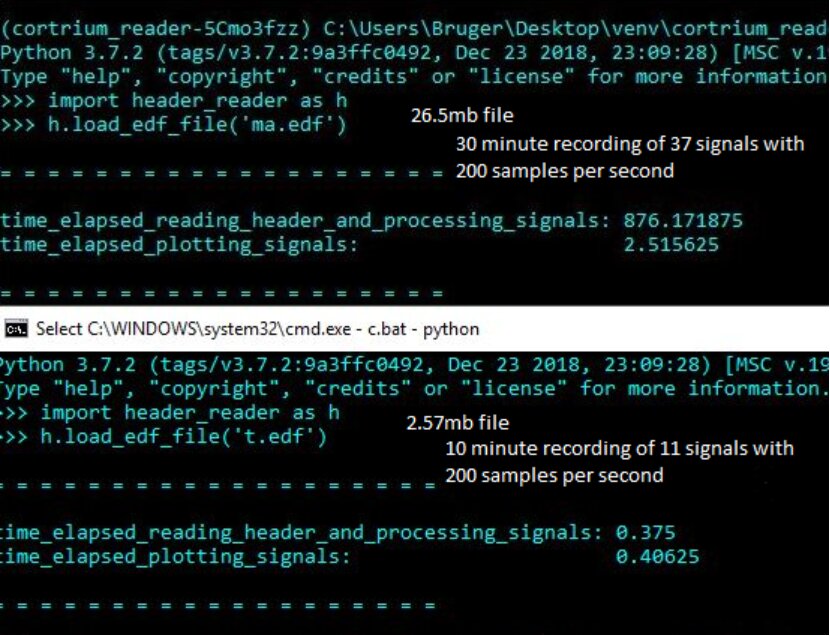 (cortrium_reader-5Cmo3fzz) C:\Users\Bruger\Desktop\venv\cortrium_read
Python 3.7.2 (tags/v3.7.2:9a3ffc0492, Dec 23 2018, 23:09:28) [MSC v.1
Type "help", "copyright", "credits" or "license" for more information
>>> import header_reader as h
>>> h.load_edf_file('ma.edf')
26.5mb file
30 minute recording of 37 signals with
200 samples per second
= = = = = = = = = = = = = = = = = = =
time_elapsed_reading_header_and_processing_signals: 876.171875
time_elapsed_plotting_signals: 2.515625
= = = = = = = = = = = = = = = = = = =
C:\. Select C:\WINDOWS\system32\cmd.exe - c.bat - python
Python 3.7.2 (tags/v3.7.2:9a3ffc0492, Dec 23 2018, 23:09:28) [MSC v.19
Type "help", "copyright", "credits" or "license" for more information.
>>> import header_reader as h
>>> h.load_edf_file('t.edf')
2.57mb file
10 minute recording of 11 signals with
200 samples per second
= = = = = = = = = = = = = = = = = = =
time_elapsed_reading_header_and_processing_signals: 0.375
time_elapsed_plotting_signals: 0.40625
= = = = = = = = = = = = = = = = = = =